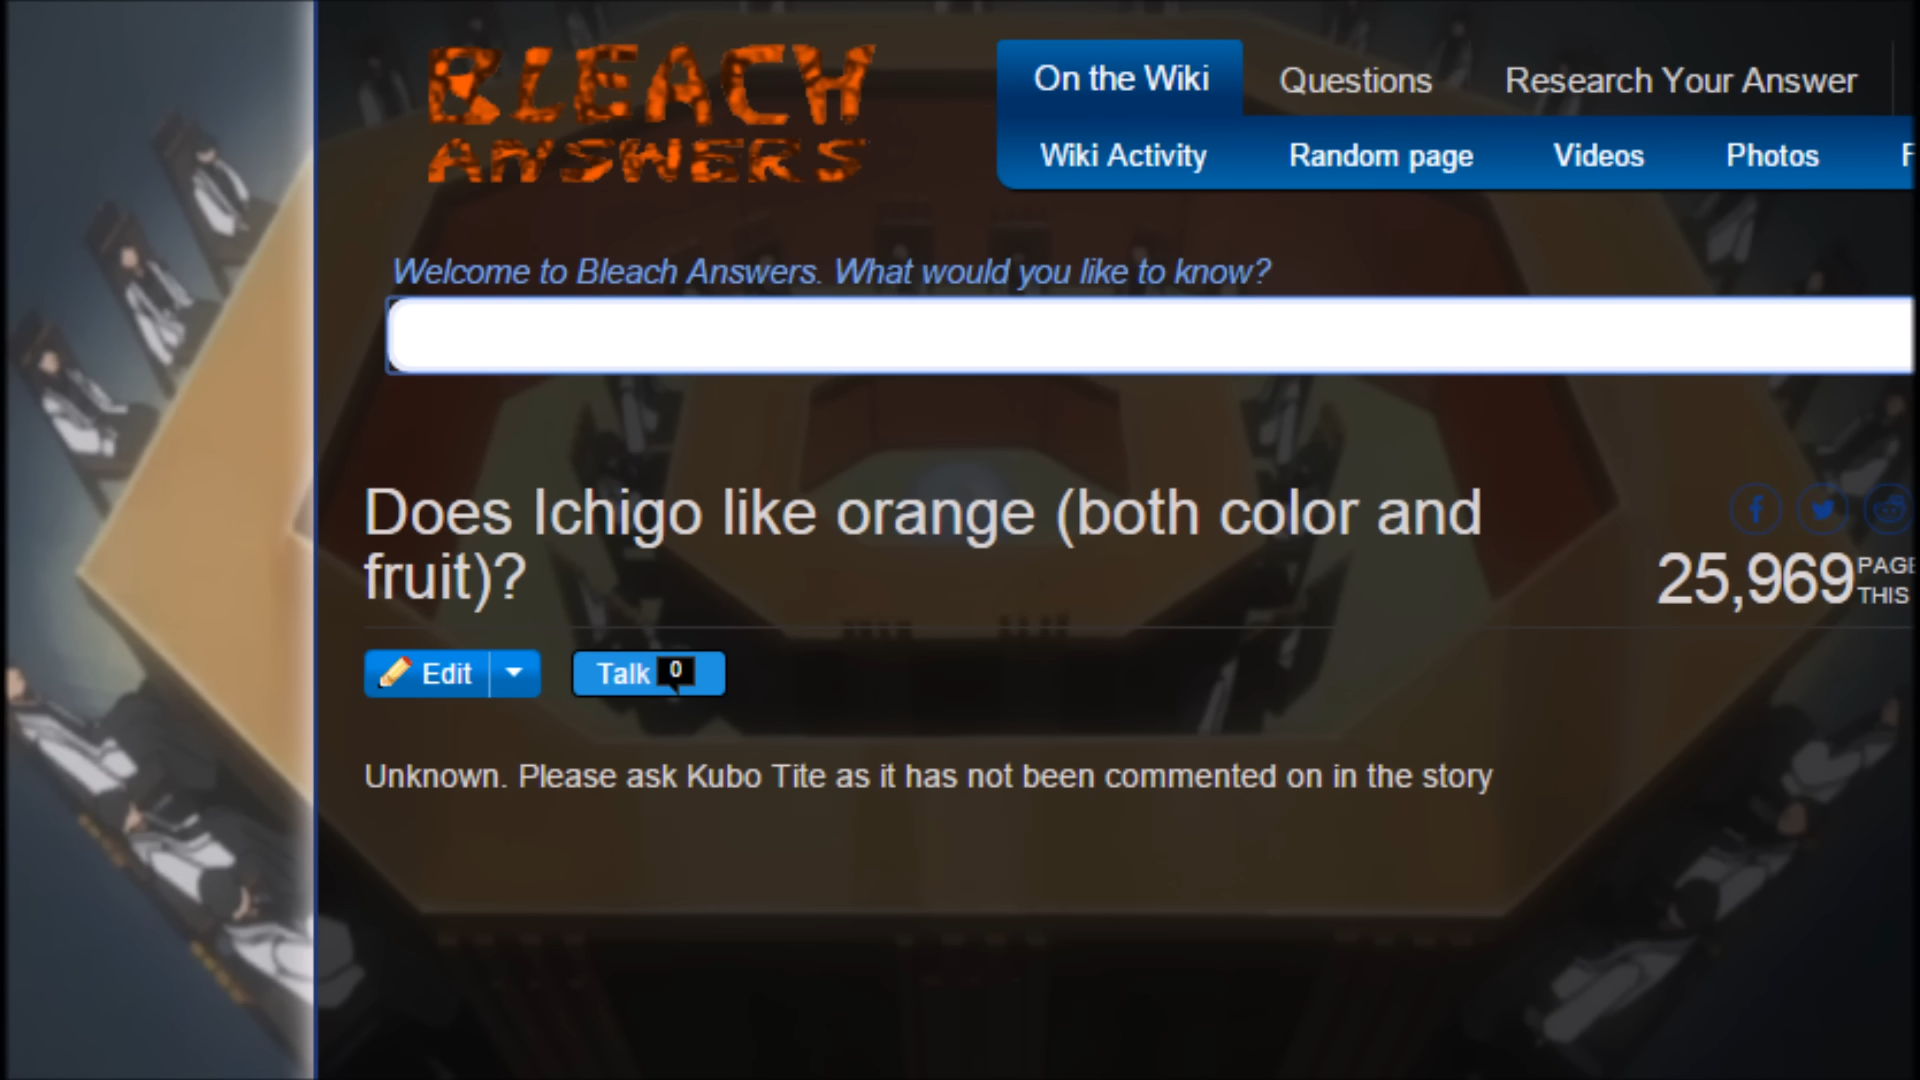 BLEACH
ANSWERS
On the Wiki
Questions
Research Your Answer
Wiki Activity
Random page
Videos
Photos
Welcome to Bleach Answers. What would you like to know?
Does Ichigo like orange (both color and
fruit)?
25,969
PAGE
THIS
Edit
Talk 0
Unknown. Please ask Kubo Tite as it has not been commented on in the story